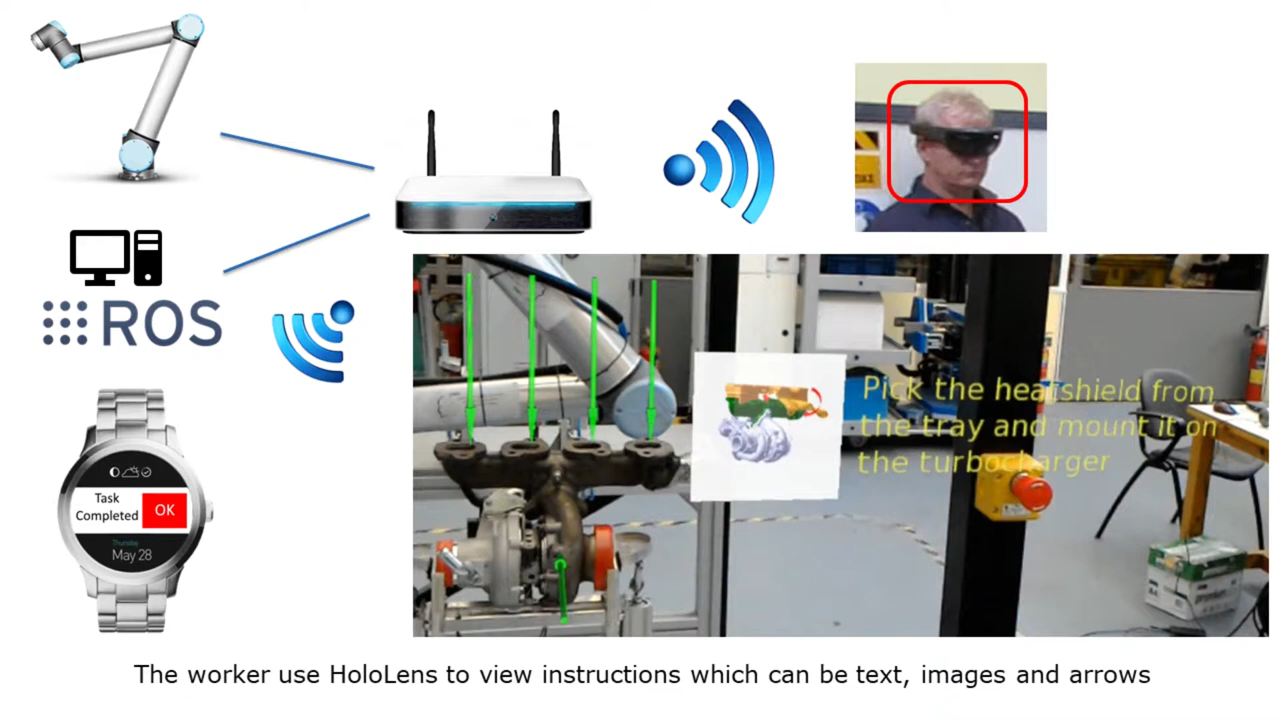 ROS
Task
Completed
OK
Thursday
May 28
Pick the heatshield from
the tray and mount it on
the turbocharger
The worker use HoloLens to view instructions which can be text, images and arrows